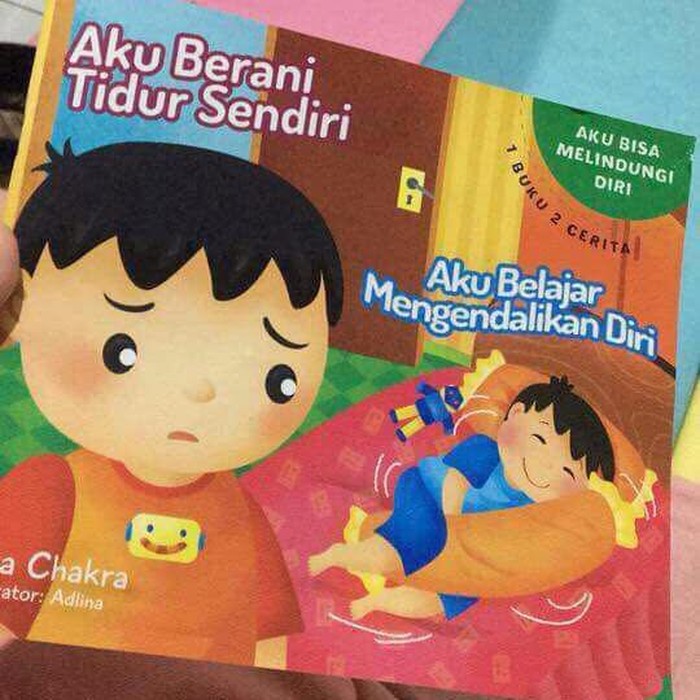 Aku Berani
Tidur Sendiri
AKU BISA
MELINDUNGI
DIRI
1 BUKU 2 CERITA
Aku Belajar
Mengendalikan Diri
Chakra
Adlina